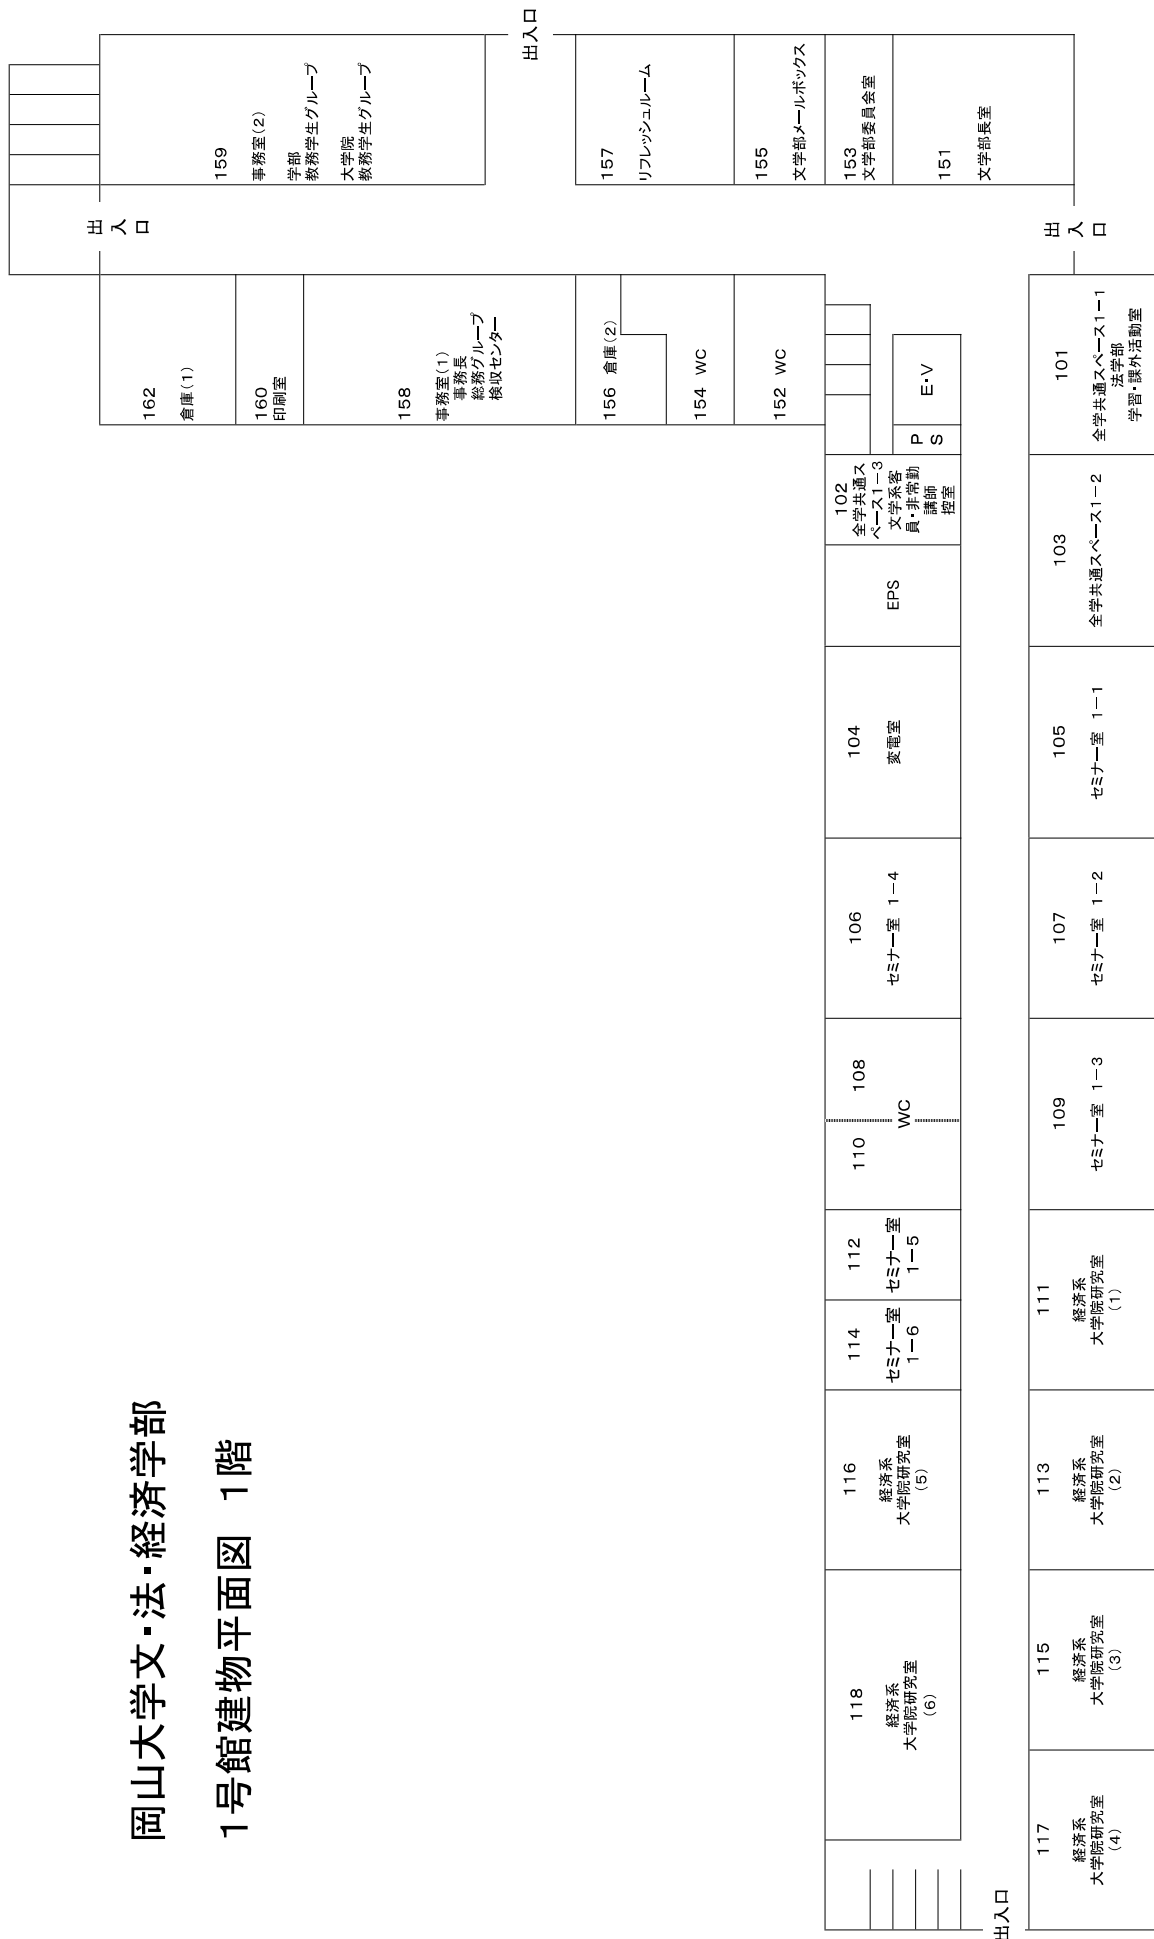 岡山大学文・法・経済学部
1号館建物平面図 1階
出入口
159
事務室(2)
学部
教務学生グループ
大学院
教務学生グループ
157
リフレッシュルーム
155
文学部メールボックス
153
文学部委員会室
151
文学部長室
出
入
口
出
入
口
162
倉庫(1)
160
印刷室
158
事務室(1)
事務長
総務グループ
検収センター
156 倉庫(2)
154 WC
152 WC
E・V
P
S
102
全学共通ス
ペース1−3
文学系客
員・非常勤
講師
控室
EPS
104
変電室
106
セミナー室 1−4
108
110
WC
112
セミナー室
1−5
114
セミナー室
1−6
116
経済系
大学院研究室
(5)
118
経済系
大学院研究室
(6)
101
全学共通スペース1−1
法学部
学習・課外活動室
103
全学共通スペース1−2
105
セミナー室 1−1
107
セミナー室 1−2
109
セミナー室 1−3
111
経済系
大学院研究室
(1)
113
経済系
大学院研究室
(2)
115
経済系
大学院研究室
(3)
117
経済系
大学院研究室
(4)
出入口